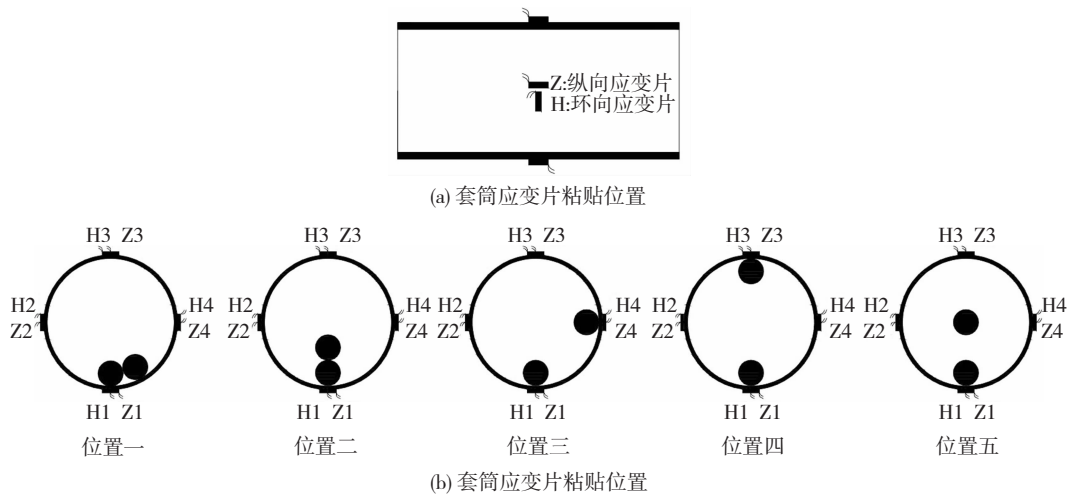 Z:纵向应变片
H:环向应变片
(a) 套筒应变片粘贴位置
H3 Z3 H3 Z3 H3 Z3 H3 Z3 H3 Z3
H2 H4 H2 H4 H2 H4 H2 H4 H2 H4
Z2 Z4 Z2 Z4 Z2 Z4 Z2 Z4 Z2 Z4
H1 Z1 H1 Z1 H1 Z1 H1 Z1 H1 Z1
位置一 位置二 位置三 位置四 位置五
(b) 套筒应变片粘贴位置